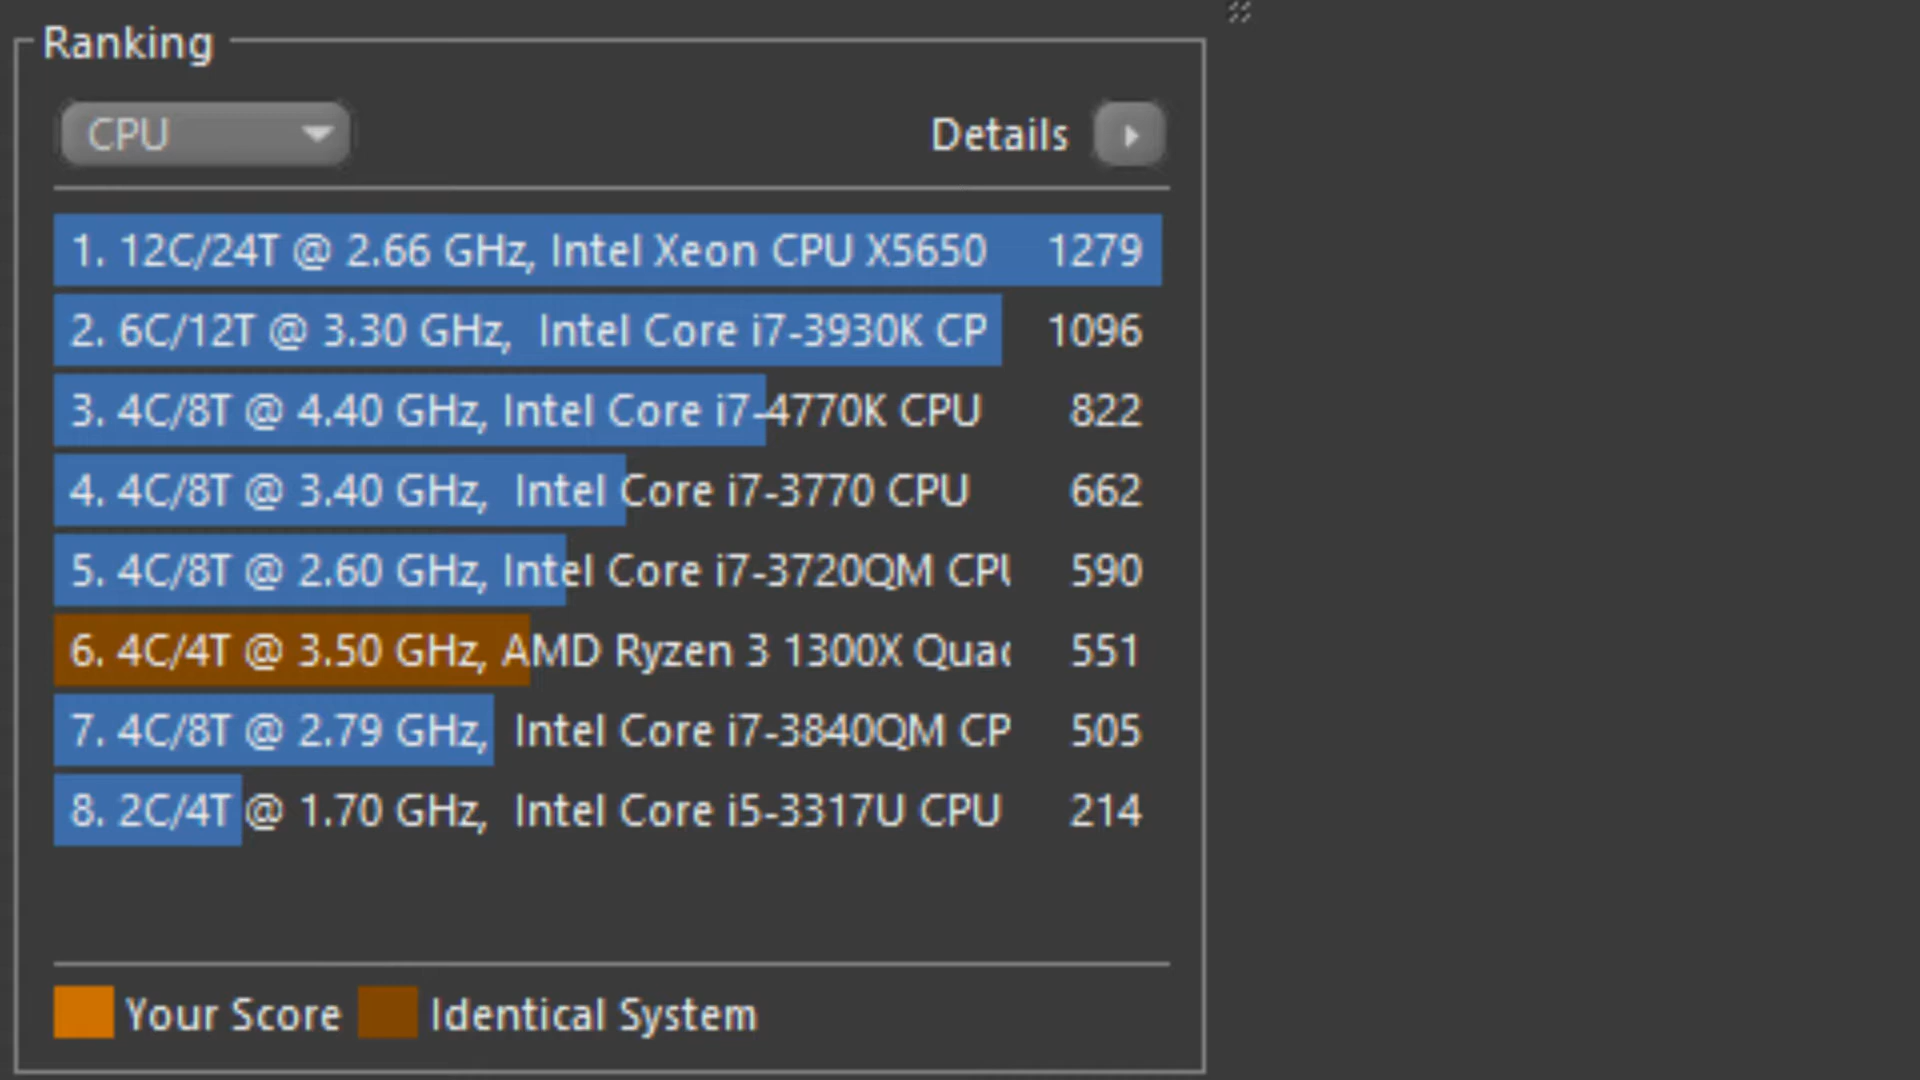 Ranking
CPU
Details
1. 12C/24T @ 2.66 GHz, Intel Xeon CPU X5650 1279
2. 6C/12T @ 3.30 GHz, Intel Core i7-3930K CP 1096
3. 4C/8T @ 4.40 GHz, Intel Core i7-4770K CPU 822
4. 4C/8T @ 3.40 GHz, Intel Core i7-3770 CPU 662
5. 4C/8T @ 2.60 GHz, Intel Core i7-3720QM CPU 590
6. 4C/4T @ 3.50 GHz, AMD Ryzen 3 1300X Quad 551
7. 4C/8T @ 2.79 GHz, Intel Core i7-3840QM CP 505
8. 2C/4T @ 1.70 GHz, Intel Core i5-3317U CPU 214
Your Score
Identical System